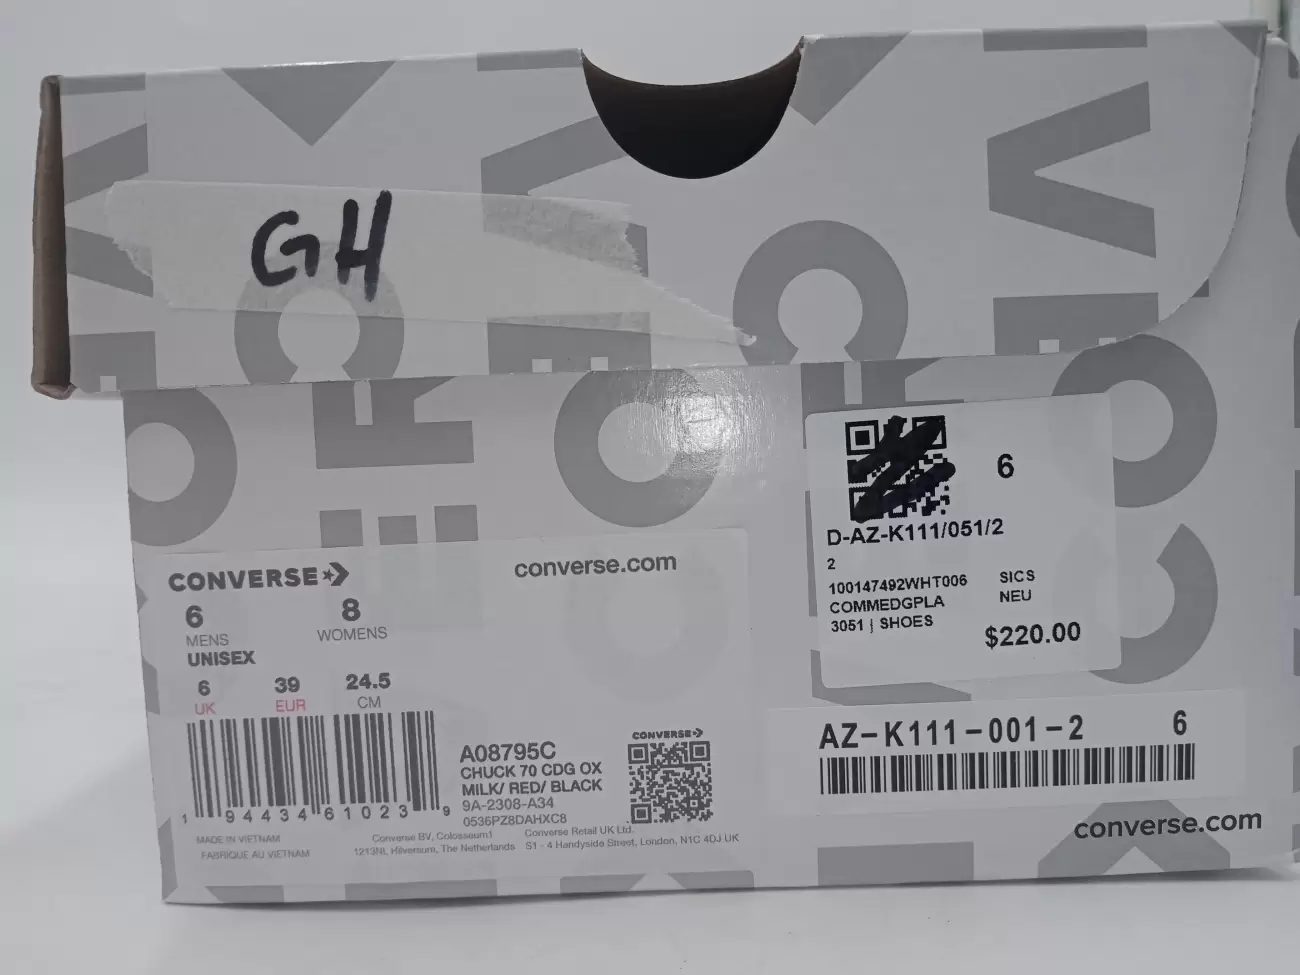 GH
CONVERSE
converse.com
6 8
MENS WOMENS
UNISEX
6 39 24.5
UK EUR CM
1 94434 61023 9
MADE IN VIETNAM
FABRIQUE AU VIETNAM
A08795C
CHUCK 70 CDG OX
MILK/ RED/ BLACK
9A-2308-A34
0536PZ8DAHXC8
CONVERSE
Converse BV, Colosseum1 Converse Retail UK Ltd.
1213NL Hilversum, The Netherlands S1 - 4 Handyside Street, London, N1C 4DJ UK
6
D-AZ-K111/051/2
2
100147492WHT006 SICS
COMMEDGPLA NEU
3051 | SHOES
$220.00
AZ-K111-001-2 6
converse.com